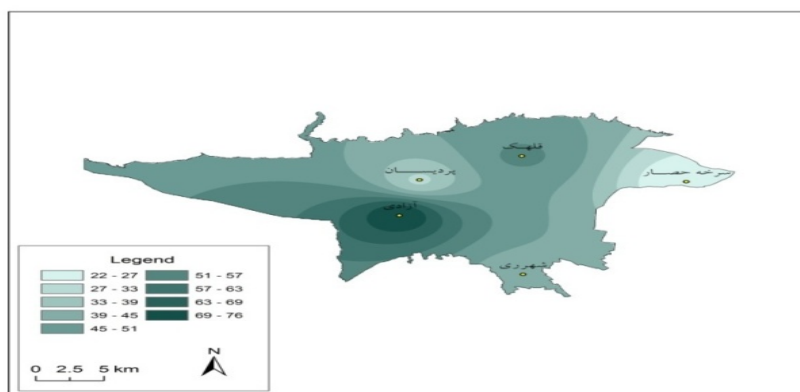 قلهک
پردیسان
سرخه حصار
آزادی
شهرری
Legend
22 - 27
27 - 33
33 - 39
39 - 45
45 - 51
51 - 57
57 - 63
63 - 69
69 - 76
N
0 2.5 5 km